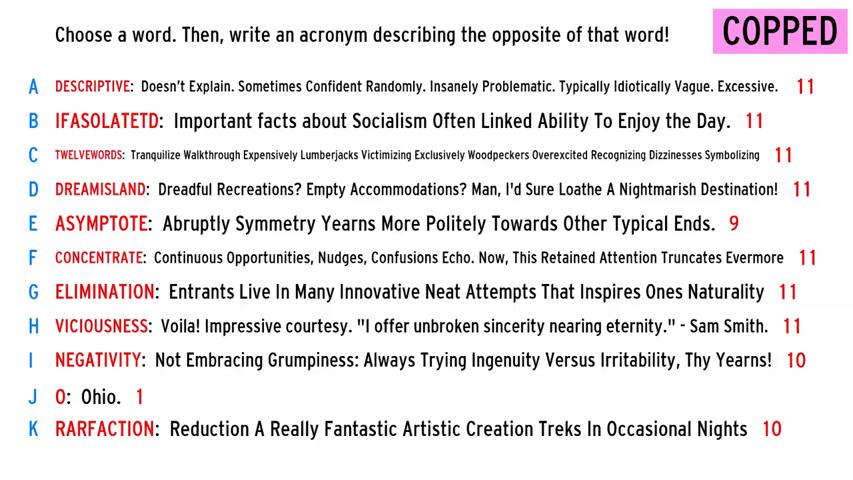 Choose a word. Then, write an acronym describing the opposite of that word!
COPPED
A DESCRIPTIVE: Doesn't Explain. Sometimes Confident Randomly. Insanely Problematic. Typically Idiotically Vague. Excessive. 11
B IFASOLATETD: Important facts about Socialism Often Linked Ability To Enjoy the Day. 11
C TWELVEWORDS: Tranquilize Walkthrough Expensively Lumberjacks Victimizing Exclusively Woodpeckers Overexcited Recognizing Dizzinesses Symbolizing 11
D DREAMISLAND: Dreadful Recreations? Empty Accommodations? Man, I'd Sure Loathe A Nightmarish Destination! 11
E ASYMPTOTE: Abruptly Symmetry Yearns More Politely Towards Other Typical Ends. 9
F CONCENTRATE: Continuous Opportunities, Nudges, Confusions Echo. Now, This Retained Attention Truncates Evermore 11
G ELIMINATION: Entrants Live In Many Innovative Neat Attempts That Inspires Ones Naturality 11
H VICIOUSNESS: Voila! Impressive courtesy. "I offer unbroken sincerity nearing eternity." - Sam Smith. 11
I NEGATIVITY: Not Embracing Grumpiness: Always Trying Ingenuity Versus Irritability, Thy Yearns! 10
J O: Ohio. 1
K RARFACTION: Reduction A Really Fantastic Artistic Creation Treks In Occasional Nights 10